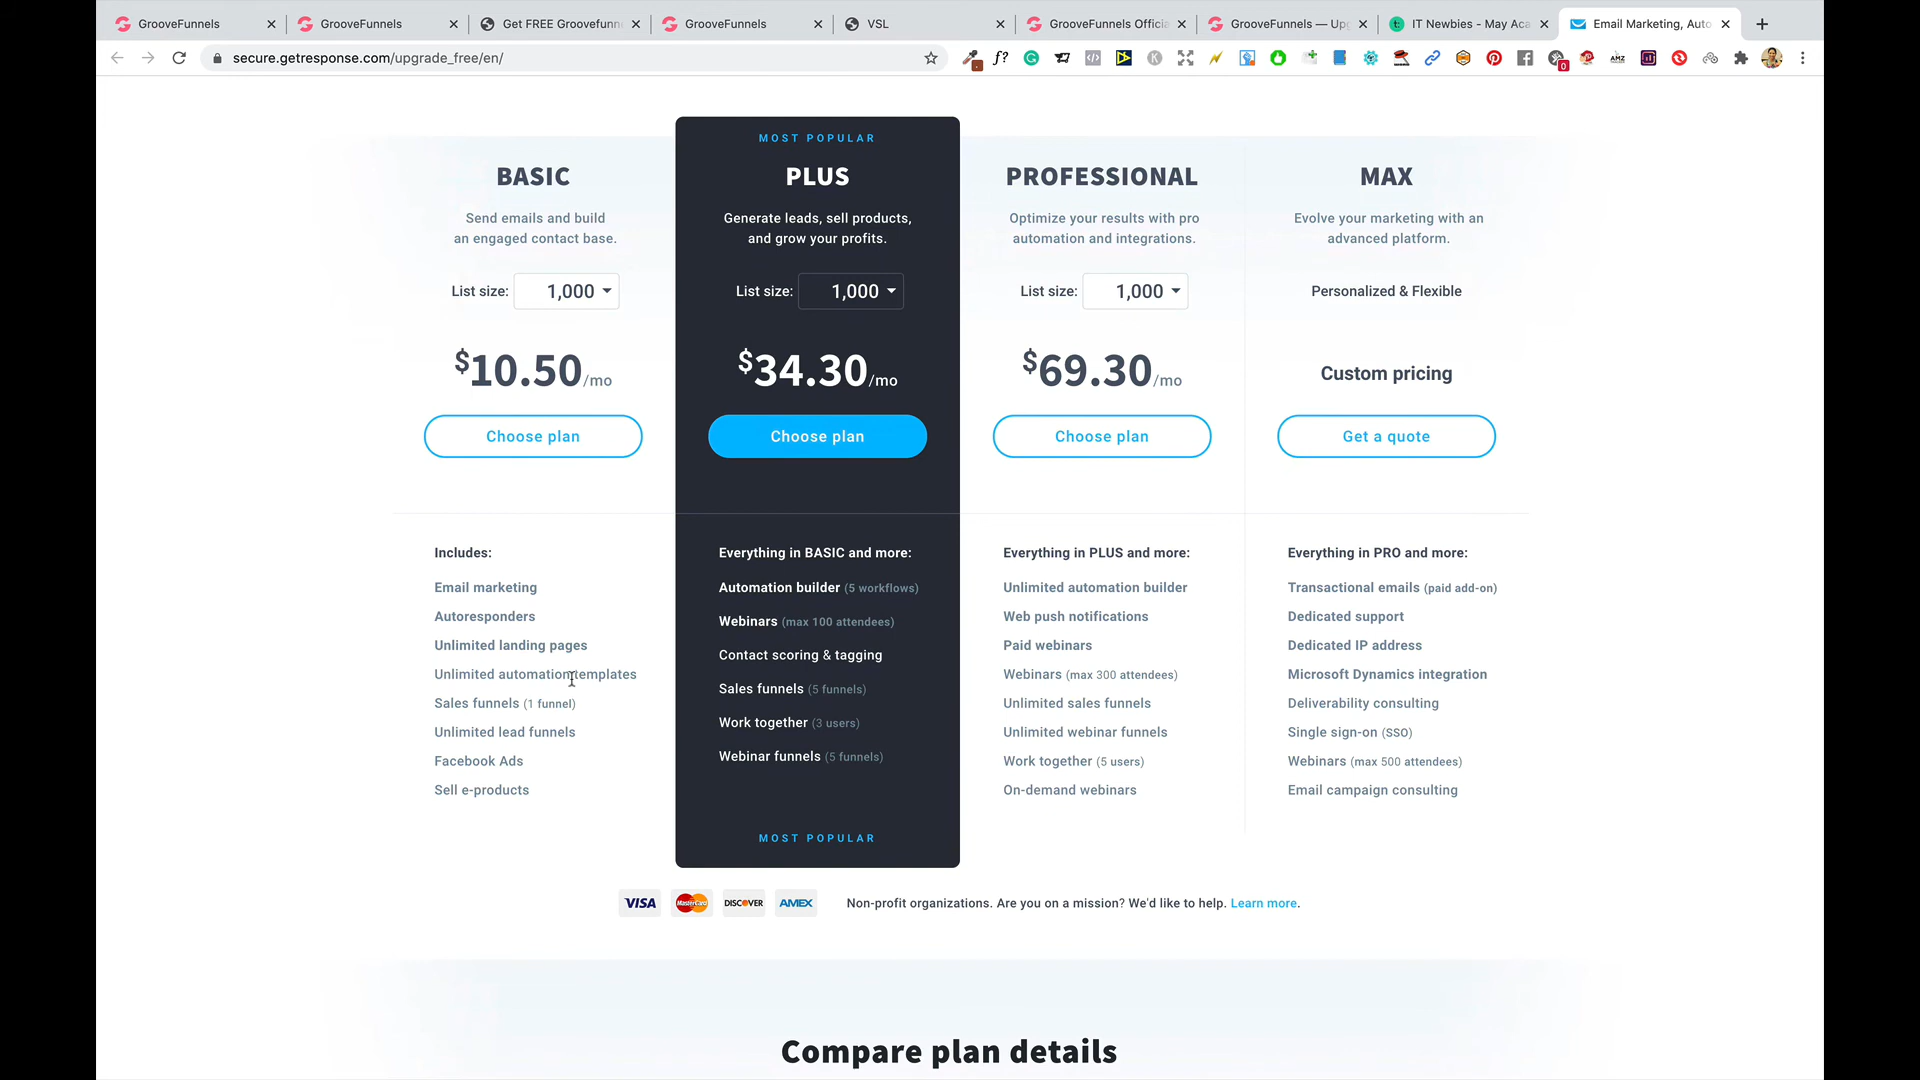 GrooveFunnels
GrooveFunnels
Get FREE Groovefunn
GrooveFunnels
VSL
GrooveFunnels Officia
GrooveFunnels — Upg
IT Newbies - May Aca
Email Marketing, Auto
secure.getresponse.com/upgrade_free/en/
BASIC
Send emails and build
an engaged contact base.
List size: 1,000
$10.50/mo
Choose plan
Includes:
Email marketing
Autoresponders
Unlimited landing pages
Unlimited automation templates
Sales funnels (1 funnel)
Unlimited lead funnels
Facebook Ads
Sell e-products
MOST POPULAR
PLUS
Generate leads, sell products,
and grow your profits.
List size: 1,000
$34.30/mo
Choose plan
Everything in BASIC and more:
Automation builder (5 workflows)
Webinars (max 100 attendees)
Contact scoring & tagging
Sales funnels (5 funnels)
Work together (3 users)
Webinar funnels (5 funnels)
MOST POPULAR
PROFESSIONAL
Optimize your results with pro
automation and integrations.
List size: 1,000
$69.30/mo
Choose plan
Everything in PLUS and more:
Unlimited automation builder
Web push notifications
Paid webinars
Webinars (max 300 attendees)
Unlimited sales funnels
Unlimited webinar funnels
Work together (5 users)
On-demand webinars
MAX
Evolve your marketing with an
advanced platform.
Personalized & Flexible
Custom pricing
Get a quote
Everything in PRO and more:
Transactional emails (paid add-on)
Dedicated support
Dedicated IP address
Microsoft Dynamics integration
Deliverability consulting
Single sign-on (SSO)
Webinars (max 500 attendees)
Email campaign consulting
VISA MasterCard DISCOVER AMEX
Non-profit organizations. Are you on a mission? We'd like to help. Learn more.
Compare plan details